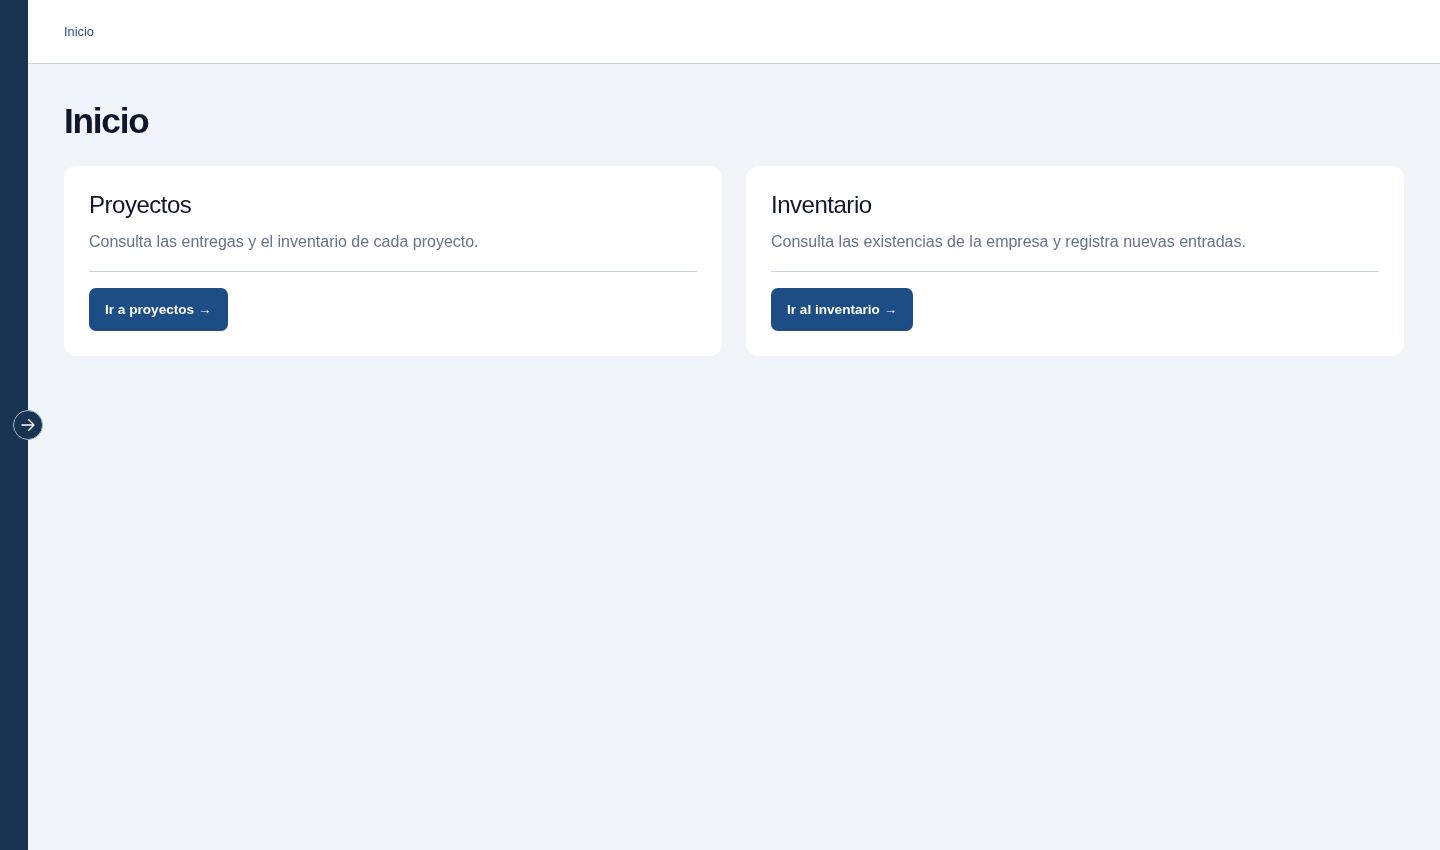 Inicio
Inicio
Proyectos
Consulta las entregas y el inventario de cada proyecto.
Ir a proyectos →
Inventario
Consulta las existencias de la empresa y registra nuevas entradas.
Ir al inventario →